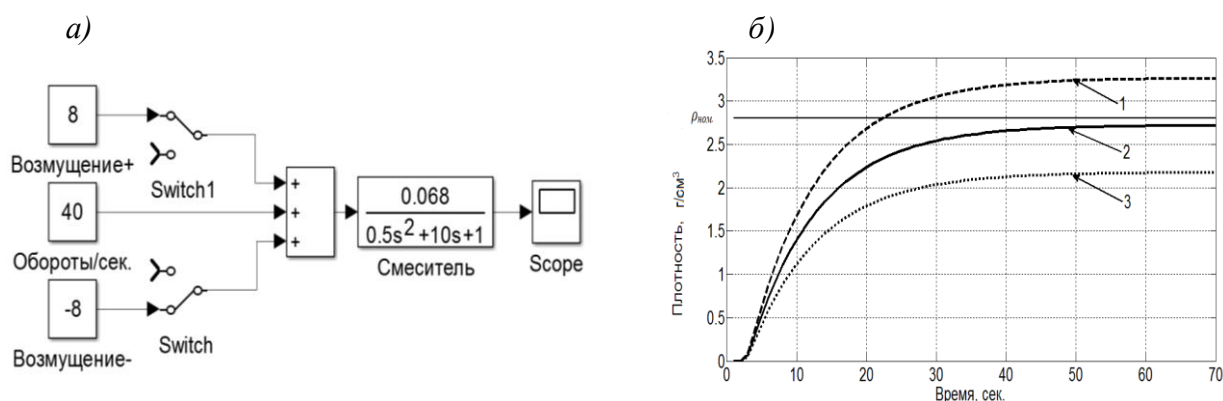 а)
8
Возмущение+
Switch1
40
Обороты/сек.
-8
Возмущение-
Switch
+
+
+
0.068
0.5s²+10s+1
Смеситель
Scope
б)
Плотность, г/см³
3.5
3
ρном.
2.5
2
1.5
1
0.5
0
1
2
3
0 10 20 30 40 50 60 70
Время, сек.